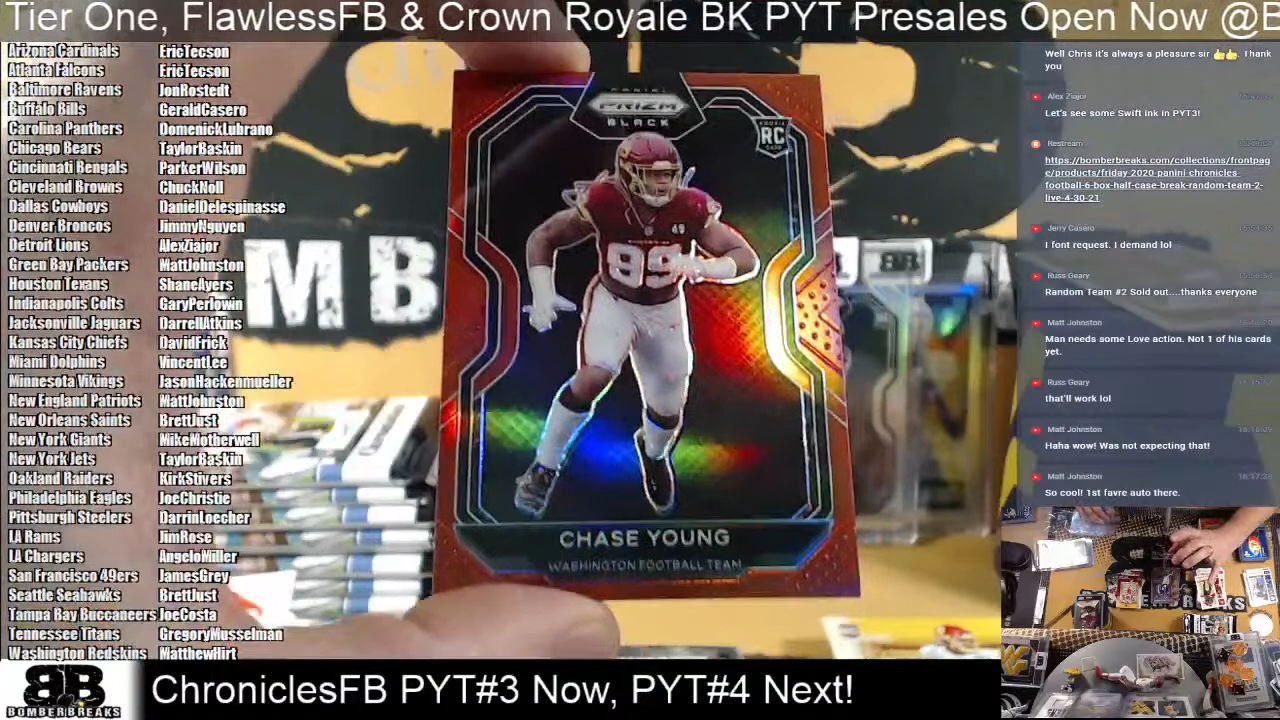 Tier One, FlawlessFB & Crown Royale BK PYT Presales Open Now @B
Arizona Cardinals EricTecson
Atlanta Falcons EricTecson
Baltimore Ravens JonRostedt
Buffalo Bills GeraldCasero
Carolina Panthers DomenickLubrano
Chicago Bears TaylorBaskin
Cincinnati Bengals ParkerWilson
Cleveland Browns ChuckNoll
Dallas Cowboys DanielDelespinasse
Denver Broncos JimmyNguyen
Detroit Lions AlexZiajor
Green Bay Packers MattJohnston
Houston Texans ShaneAyers
Indianapolis Colts GaryPerlowin
Jacksonville Jaguars DarrellAtkins
Kansas City Chiefs DavidFrick
Miami Dolphins VincentLee
Minnesota Vikings JasonHackenmueller
New England Patriots MattJohnston
New Orleans Saints BrettJust
New York Giants MikeMotherwell
New York Jets TaylorBaskin
Oakland Raiders KirkStivers
Philadelphia Eagles JoeChristie
Pittsburgh Steelers DarrinLoecher
LA Rams JimRose
LA Chargers AngeloMiller
San Francisco 49ers JamesGrey
Seattle Seahawks BrettJust
Tampa Ray Buccaneers JoeCosta
Tennessee Titans GregoryMusselman
Washington Redskins MatthewHirt
PANINI
PRIZM
BLACK
ROOKIE
RC
CARD
89
CHASE YOUNG
WASHINGTON FOOTBALL TEAM
MB
Well Chris it's always a pleasure sir 👍👍. Thank
you
Alex Ziajor
Let's see some Swift ink in PYT3!
Restream
https://bomberbreaks.com/collections/frontpag
e/products/friday-2020-panini-chronicles-
football-6-box-half-case-break-random-team-2-
live-4-30-21
Jerry Casero
I font request. I demand lol
Russ Geary
Random Team #2 Sold out....thanks everyone
Matt Johnston
Man needs some Love action. Not 1 of his cards
yet.
Russ Geary
that'll work lol
Matt Johnston
Haha wow! Was not expecting that!
Matt Johnston
So cool! 1st favre auto there.
BB
BOMBERBREAKS
ChroniclesFB PYT#3 Now, PYT#4 Next!